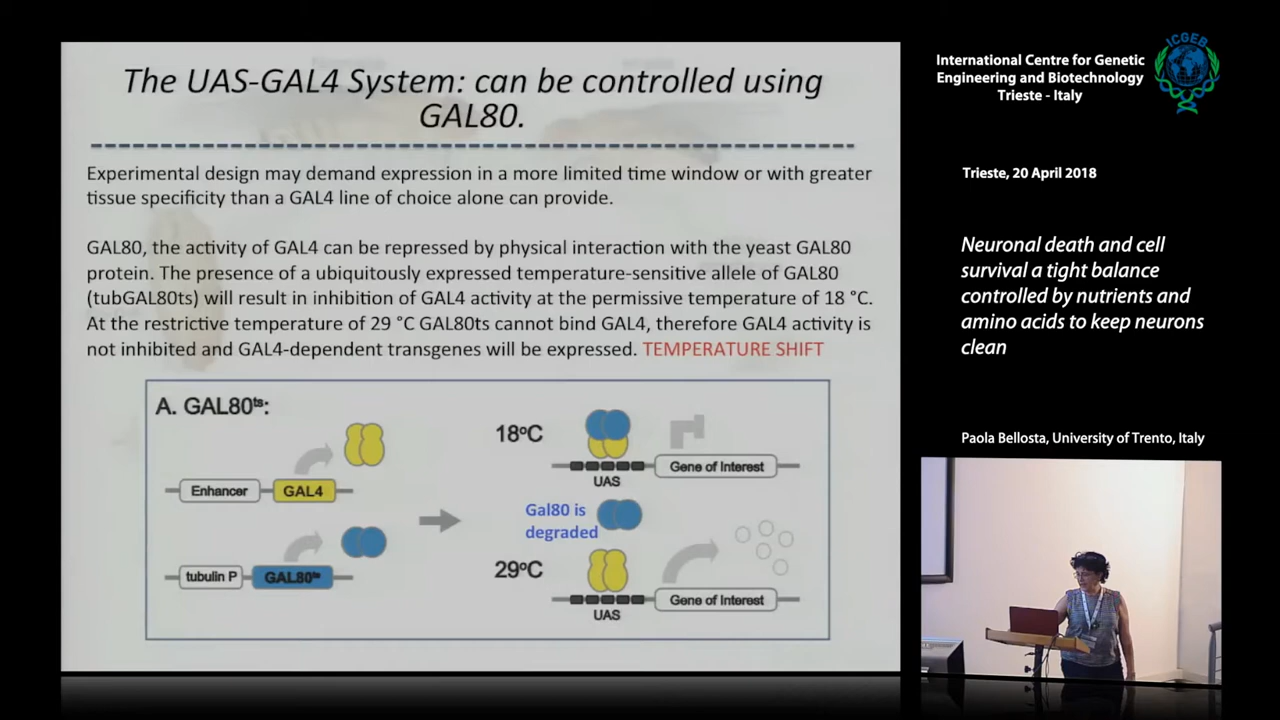 The UAS-GAL4 System: can be controlled using
GAL80.
Experimental design may demand expression in a more limited time window or with greater
tissue specificity than a GAL4 line of choice alone can provide.
GAL80, the activity of GAL4 can be repressed by physical interaction with the yeast GAL80
protein. The presence of a ubiquitously expressed temperature-sensitive allele of GAL80
(tubGAL80ts) will result in inhibition of GAL4 activity at the permissive temperature of 18 °C.
At the restrictive temperature of 29 °C GAL80ts cannot bind GAL4, therefore GAL4 activity is
not inhibited and GAL4-dependent transgenes will be expressed. TEMPERATURE SHIFT
A. GAL80ts:
Enhancer
GAL4
tubulin P
GAL80ts
18°C
UAS
Gene of Interest
Gal80 is
degraded
29°C
UAS
Gene of Interest
International Centre for Genetic
Engineering and Biotechnology
Trieste - Italy
ICGEB
Trieste, 20 April 2018
Neuronal death and cell
survival a tight balance
controlled by nutrients and
amino acids to keep neurons
clean
Paola Bellosta, University of Trento, Italy